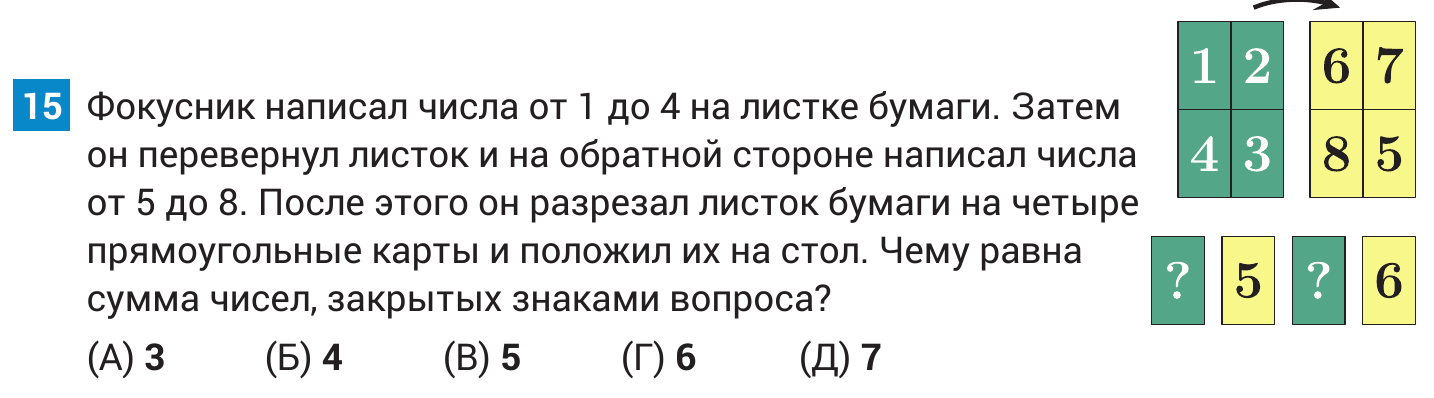 15 Фокусник написал числа от 1 до 4 на листке бумаги. Затем
он перевернул листок и на обратной стороне написал числа
от 5 до 8. После этого он разрезал листок бумаги на четыре
прямоугольные карты и положил их на стол. Чему равна
сумма чисел, закрытых знаками вопроса?
(А) 3 (Б) 4 (В) 5 (Г) 6 (Д) 7
1 2 6 7
4 3 8 5
? 5 ? 6